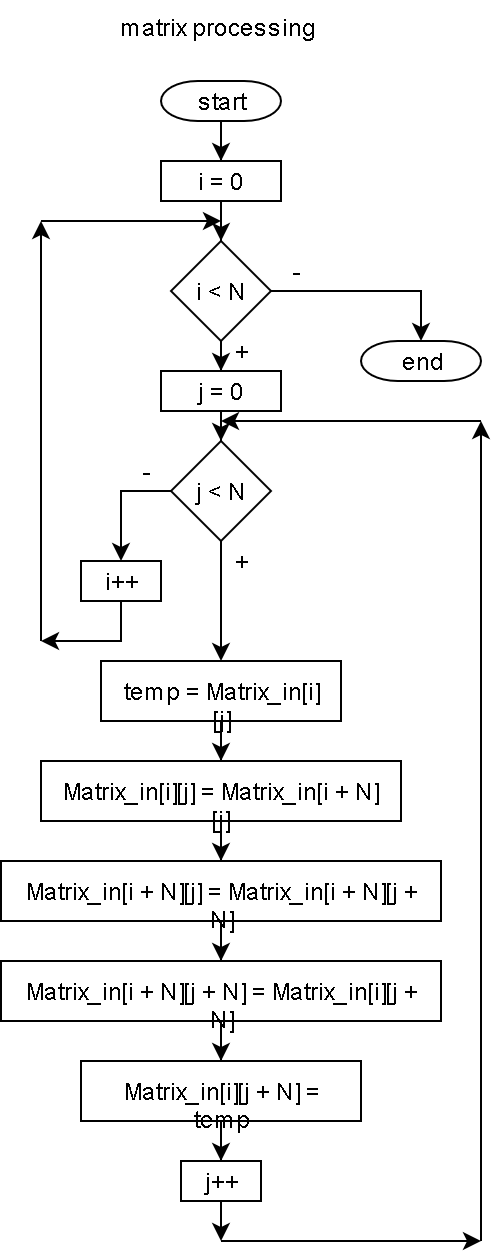 matrix processing
start
i = 0
i < N
-
end
+
j = 0
j < N
-
+
i++
temp = Matrix_in[i]
[j]
Matrix_in[i][j] = Matrix_in[i + N]
[j]
Matrix_in[i + N][j] = Matrix_in[i + N][j +
N]
Matrix_in[i + N][j + N] = Matrix_in[i][j +
N]
Matrix_in[i][j + N] =
temp
j++